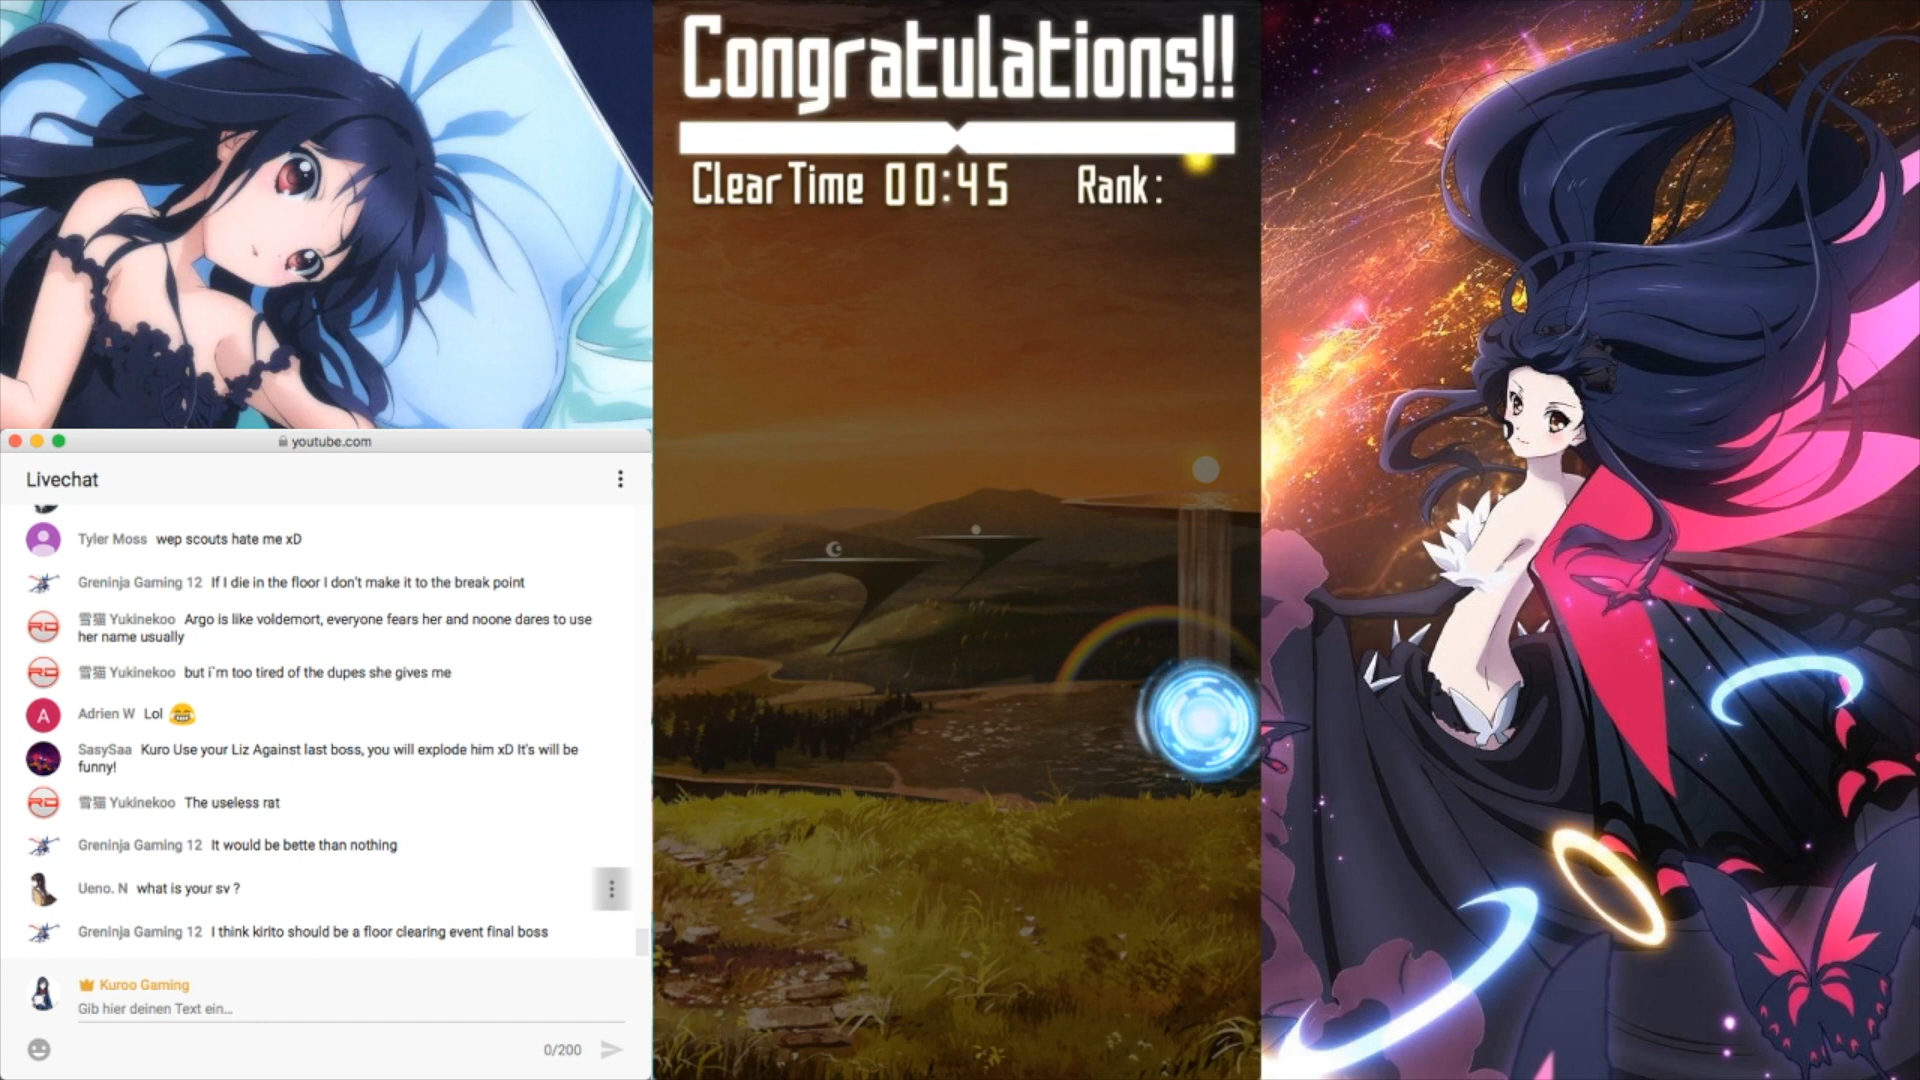 Congratulations!!
Clear Time 00:45 Rank:
youtube.com
Livechat
Tyler Moss wep scouts hate me xD
Greninja Gaming 12 If I die in the floor I don't make it to the break point
雪猫 Yukinekoo Argo is like voldemort, everyone fears her and noone dares to use
her name usually
雪猫 Yukinekoo but i`m too tired of the dupes she gives me
A
Adrien W Lol 😂
SasySaa Kuro Use your Liz Against last boss, you will explode him xD It's will be
funny!
雪猫 Yukinekoo The useless rat
Greninja Gaming 12 It would be bette than nothing
Ueno. N what is your sv ?
Greninja Gaming 12 I think kirito should be a floor clearing event final boss
Kuroo Gaming
Gib hier deinen Text ein...
0/200